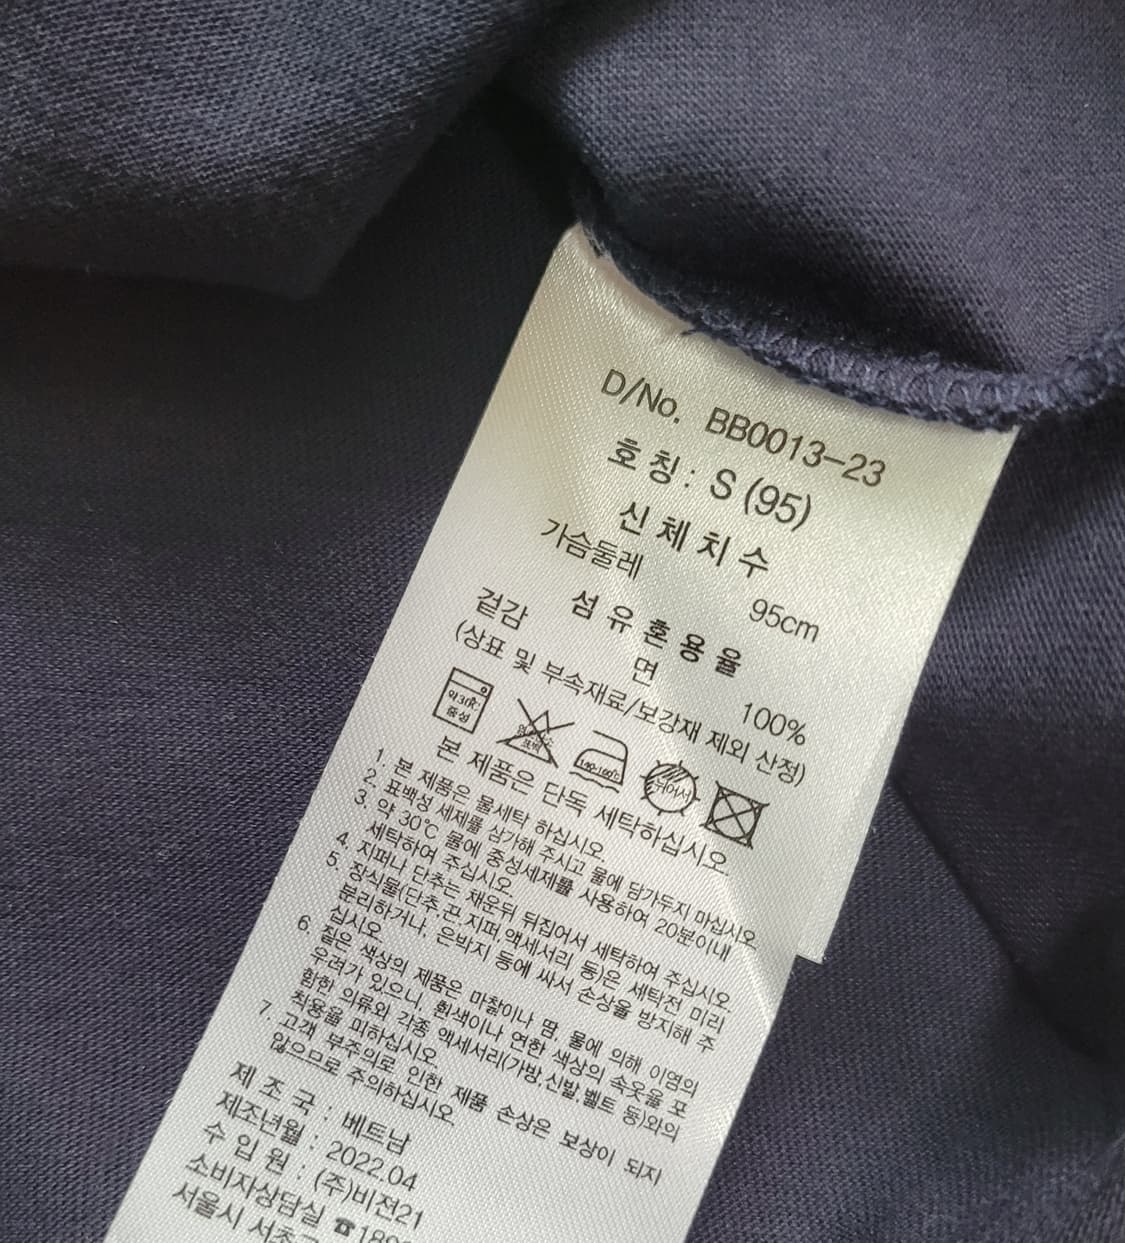 D/No. BB0013-23
호칭: S (95)
신체치수
가슴둘레 95cm
섬유혼용율
겉감 면 100%
(상표 및 부속재료/보강재 제외 산정)
약30℃ 중성
표백
180-160℃
뉘어서
본 제품은 단독 세탁하십시오.
1. 본 제품은 물세탁 하십시오.
2. 표백성 세제를 삼가해 주시고 물에 담가두지 마십시오.
3. 약 30℃ 물에 중성세제를 사용하여 20분이내
세탁하여 주십시오.
4. 지퍼나 단추는 채운뒤 뒤집어서 세탁하여 주십시오.
5. 장식물(단추,끈,지퍼,액세서리 등)은 세탁전 미리
분리하거나, 은박지 등에 싸서 손상을 방지해 주
십시오.
6. 짙은 색상의 제품은 마찰이나 땀, 물에 의해 이염의
우려가 있으니, 흰색이나 연한 색상의 속옷을 포
함한 의류와 각종 액세서리(가방,신발,벨트 등)와의
착용을 피하십시오.
7. 고객 부주의로 인한 제품 손상은 보상이 되지
않으므로 주의하십시오.
제조국 : 베트남
제조년월 : 2022.04
수입원 : (주)비젼21
소비자상담실 ☎
서울시